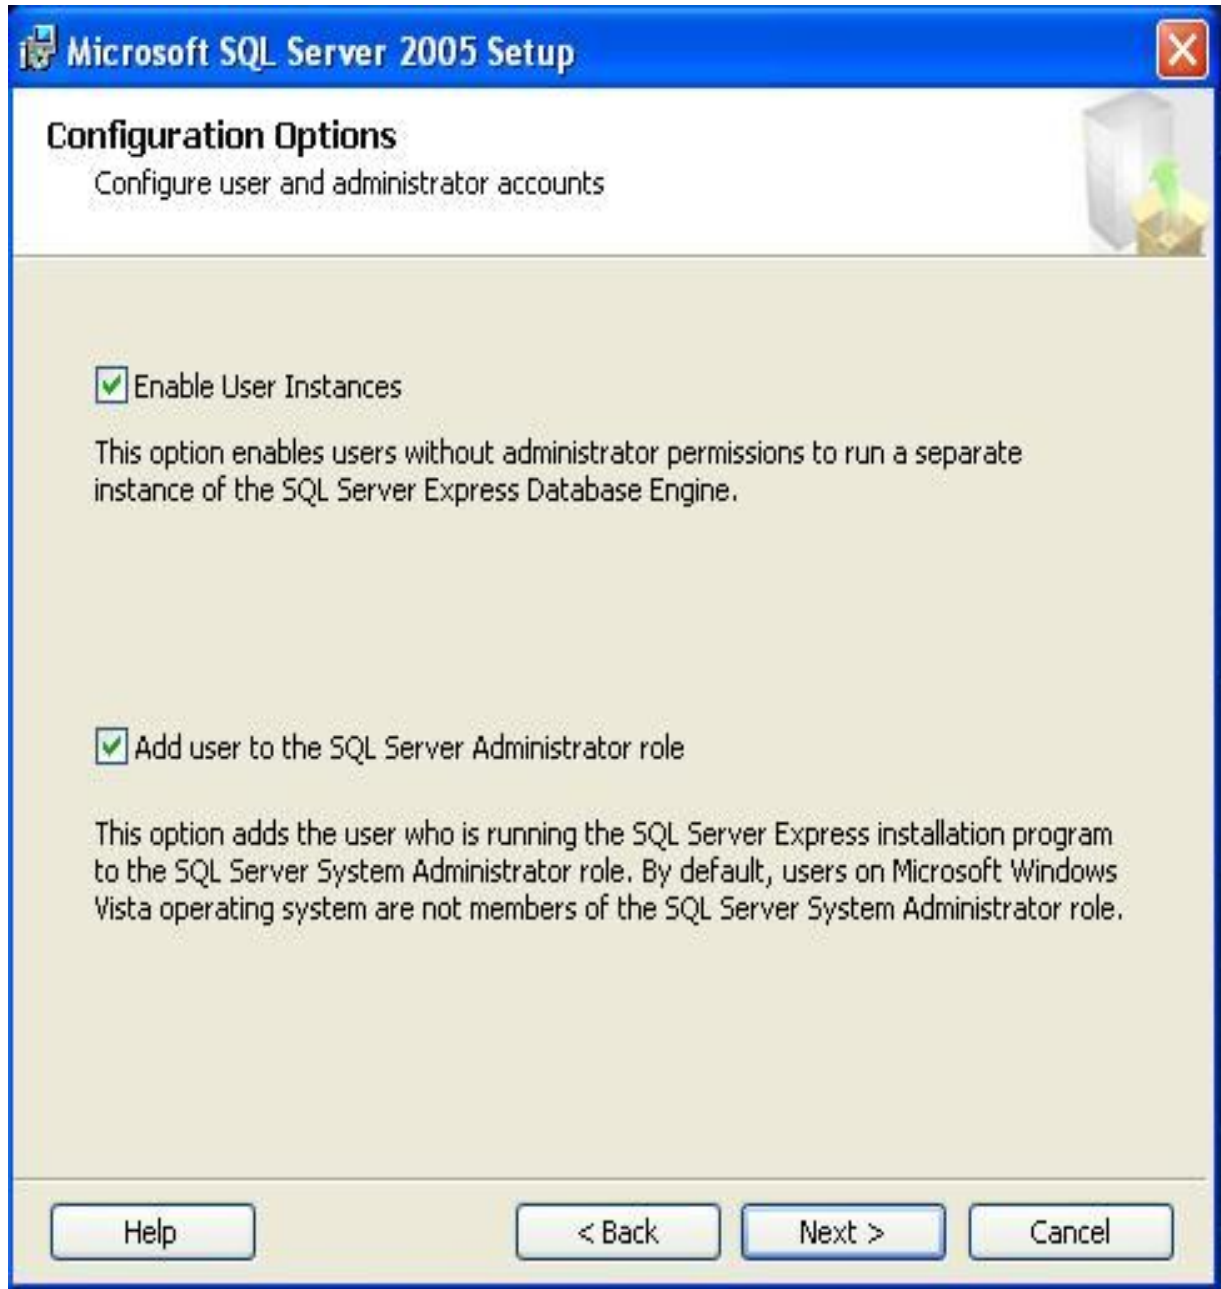 Microsoft SQL Server 2005 Setup
Configuration Options
Configure user and administrator accounts
Enable User Instances
This option enables users without administrator permissions to run a separate
instance of the SQL Server Express Database Engine.
Add user to the SQL Server Administrator role
This option adds the user who is running the SQL Server Express installation program
to the SQL Server System Administrator role. By default, users on Microsoft Windows
Vista operating system are not members of the SQL Server System Administrator role.
Help
< Back
Next >
Cancel